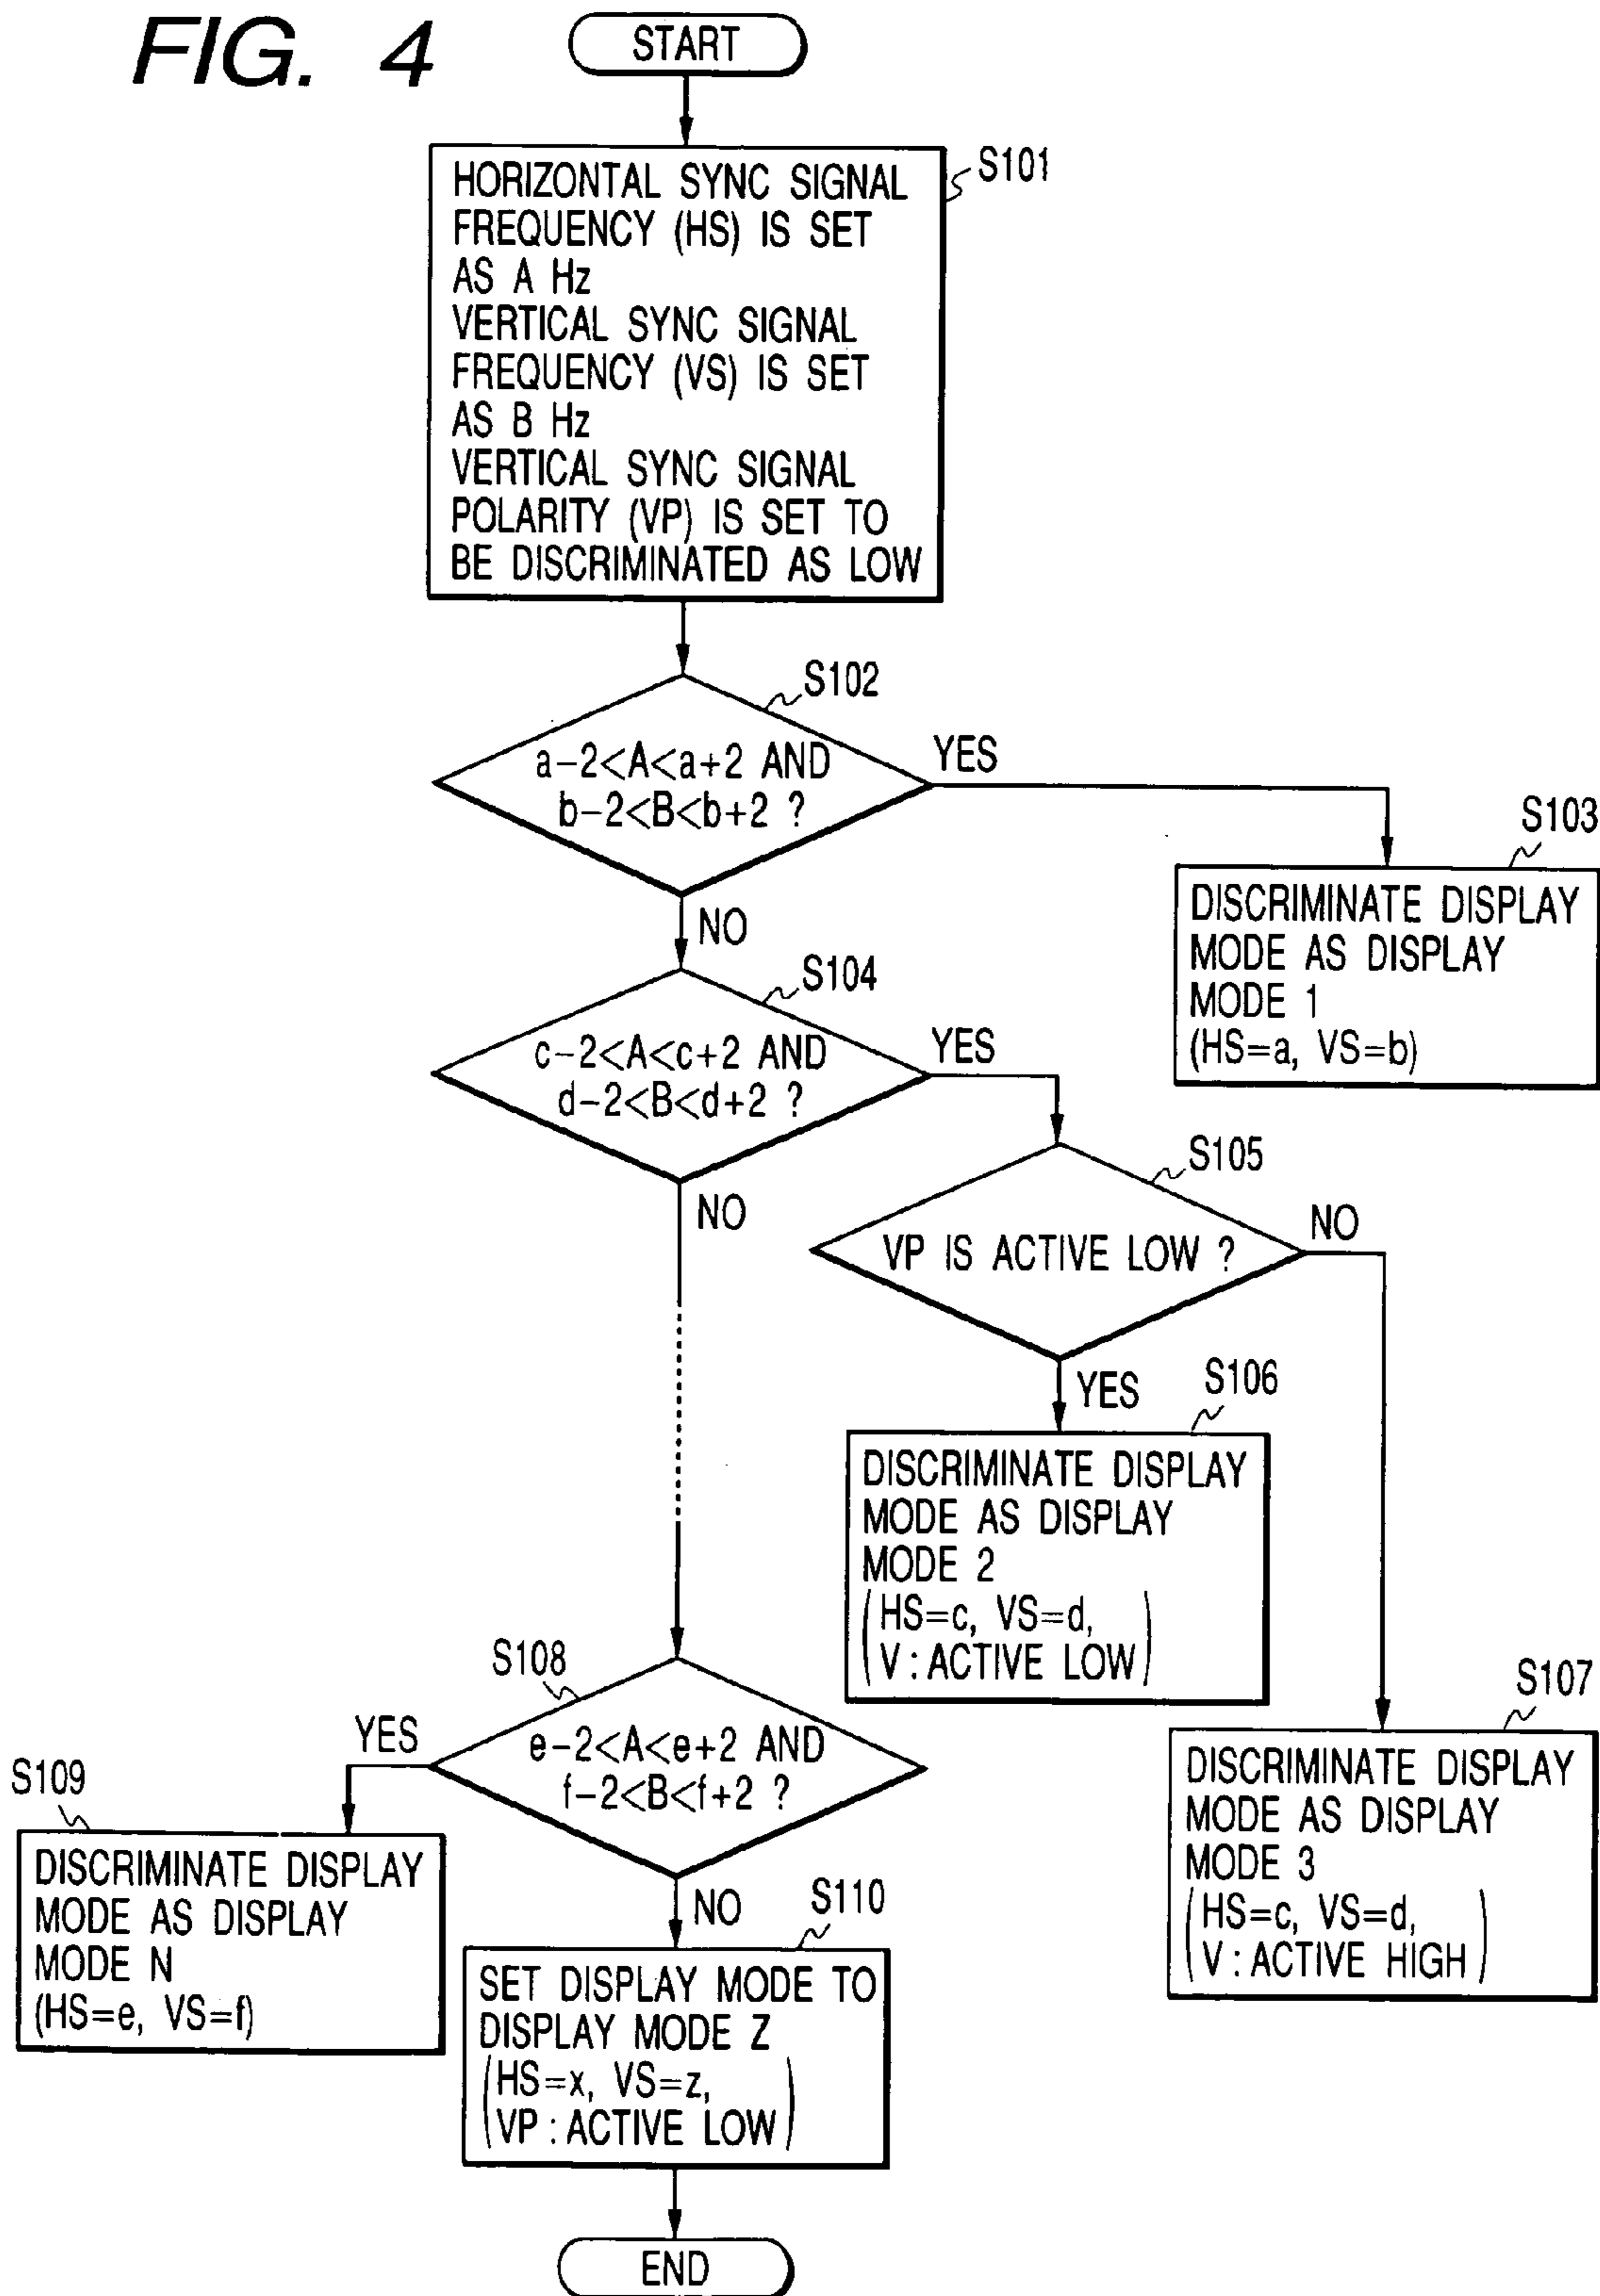 FIG. 4
START
S101
HORIZONTAL SYNC SIGNAL
FREQUENCY (HS) IS SET
AS A Hz
VERTICAL SYNC SIGNAL
FREQUENCY (VS) IS SET
AS B Hz
VERTICAL SYNC SIGNAL
POLARITY (VP) IS SET TO
BE DISCRIMINATED AS LOW
S102
a-2<A<a+2 AND
b-2<B<b+2 ?
YES
NO
S103
DISCRIMINATE DISPLAY
MODE AS DISPLAY
MODE 1
(HS=a, VS=b)
S104
c-2<A<c+2 AND
d-2<B<d+2 ?
YES
NO
S105
VP IS ACTIVE LOW ?
NO
YES
S106
DISCRIMINATE DISPLAY
MODE AS DISPLAY
MODE 2
(HS=c, VS=d,
V : ACTIVE LOW)
S107
DISCRIMINATE DISPLAY
MODE AS DISPLAY
MODE 3
(HS=c, VS=d,
V : ACTIVE HIGH)
S108
e-2<A<e+2 AND
f-2<B<f+2 ?
YES
NO
S109
DISCRIMINATE DISPLAY
MODE AS DISPLAY
MODE N
(HS=e, VS=f)
S110
SET DISPLAY MODE TO
DISPLAY MODE Z
(HS=x, VS=z,
VP : ACTIVE LOW)
END